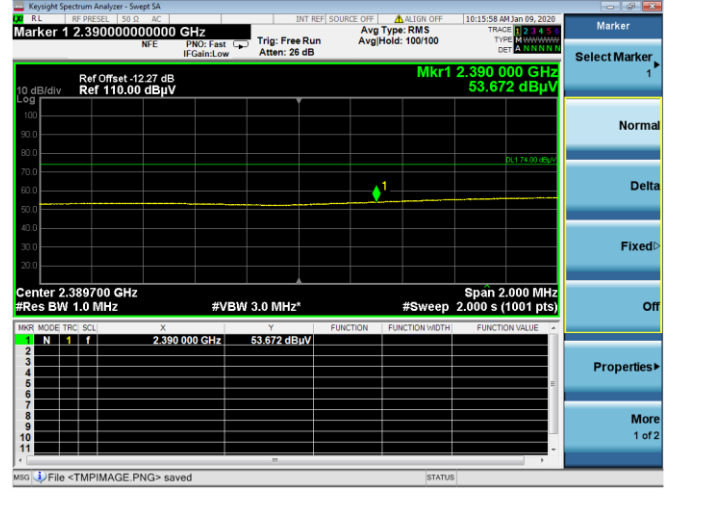 Keysight Spectrum Analyzer - Swept SA
RL RF PRESEL 50 Ω AC INT REF SOURCE OFF ALIGN OFF 10:15:58 AM Jan 09, 2020
Marker 1 2.390000000000 GHz
NFE PNO: Fast IFGain:Low Trig: Free Run Atten: 26 dB
Avg Type: RMS Avg|Hold: 100/100
TRACE 1 2 3 4 5 6
TYPE M WWWWW
DET A N N N N N
Mkr1 2.390 000 GHz
53.672 dBµV
Ref Offset -12.27 dB
10 dB/div Ref 110.00 dBµV
Log
100
90.0
80.0
DL1 74.00 dBµV
70.0
60.0
1
50.0
40.0
30.0
20.0
Center 2.389700 GHz Span 2.000 MHz
#Res BW 1.0 MHz #VBW 3.0 MHz* #Sweep 2.000 s (1001 pts)
MKR MODE TRC SCL X Y FUNCTION FUNCTION WIDTH FUNCTION VALUE
1 N 1 f 2.390 000 GHz 53.672 dBuV
2
3
4
5
6
7
8
9
10
11
MSG File <TMPIMAGE.PNG> saved STATUS
Marker
Select Marker
1
Normal
Delta
Fixed
Off
Properties
More
1 of 2